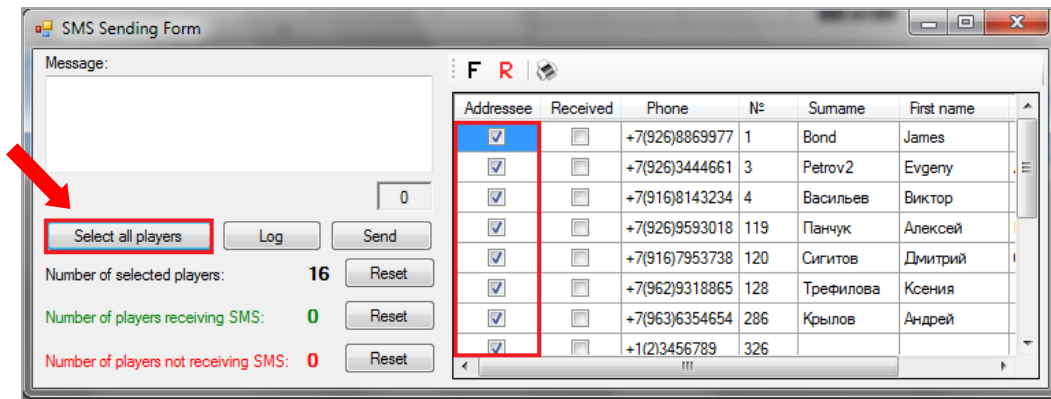 SMS Sending Form
Message:
0
Select all players Log Send
Number of selected players: 16 Reset
Number of players receiving SMS: 0 Reset
Number of players not receiving SMS: 0 Reset
F R
Addressee Received Phone № Surname First name
+7(926)8869977 1 Bond James
+7(926)3444661 3 Petrov2 Evgeny
+7(916)8143234 4 Васильев Виктор
+7(926)9593018 119 Панчук Алексей
+7(916)7953738 120 Сигитов Дмитрий
+7(962)9318865 128 Трефилова Ксения
+7(963)6354654 286 Крылов Андрей
+1(2)3456789 326